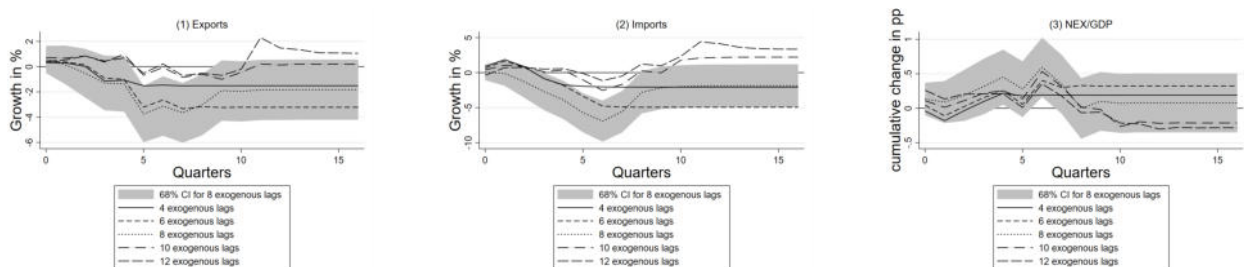 (1) Exports
Growth in %
2
0
-2
-4
-6
0
5
10
15
Quarters
68% CI for 8 exogenous lags
4 exogenous lags
6 exogenous lags
8 exogenous lags
10 exogenous lags
12 exogenous lags
(2) Imports
Growth in %
5
0
-5
-10
0
5
10
15
Quarters
68% CI for 8 exogenous lags
4 exogenous lags
6 exogenous lags
8 exogenous lags
10 exogenous lags
12 exogenous lags
(3) NEX/GDP
cumulative change in pp
1
.5
0
-.5
0
5
10
15
Quarters
68% CI for 8 exogenous lags
4 exogenous lags
6 exogenous lags
8 exogenous lags
10 exogenous lags
12 exogenous lags